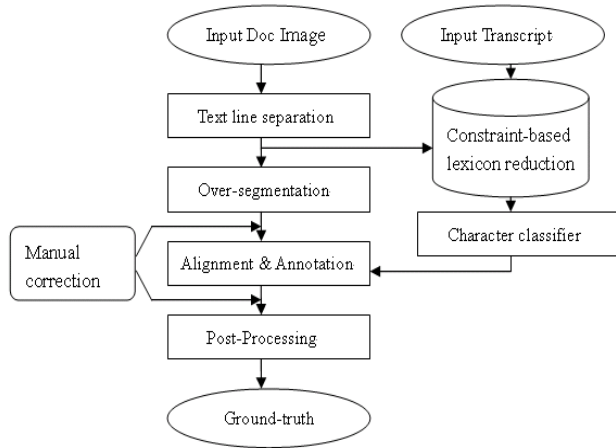 Input Doc Image
Input Transcript
Text line separation
Constraint-based
lexicon reduction
Over-segmentation
Character classifier
Manual
correction
Alignment & Annotation
Post-Processing
Ground-truth